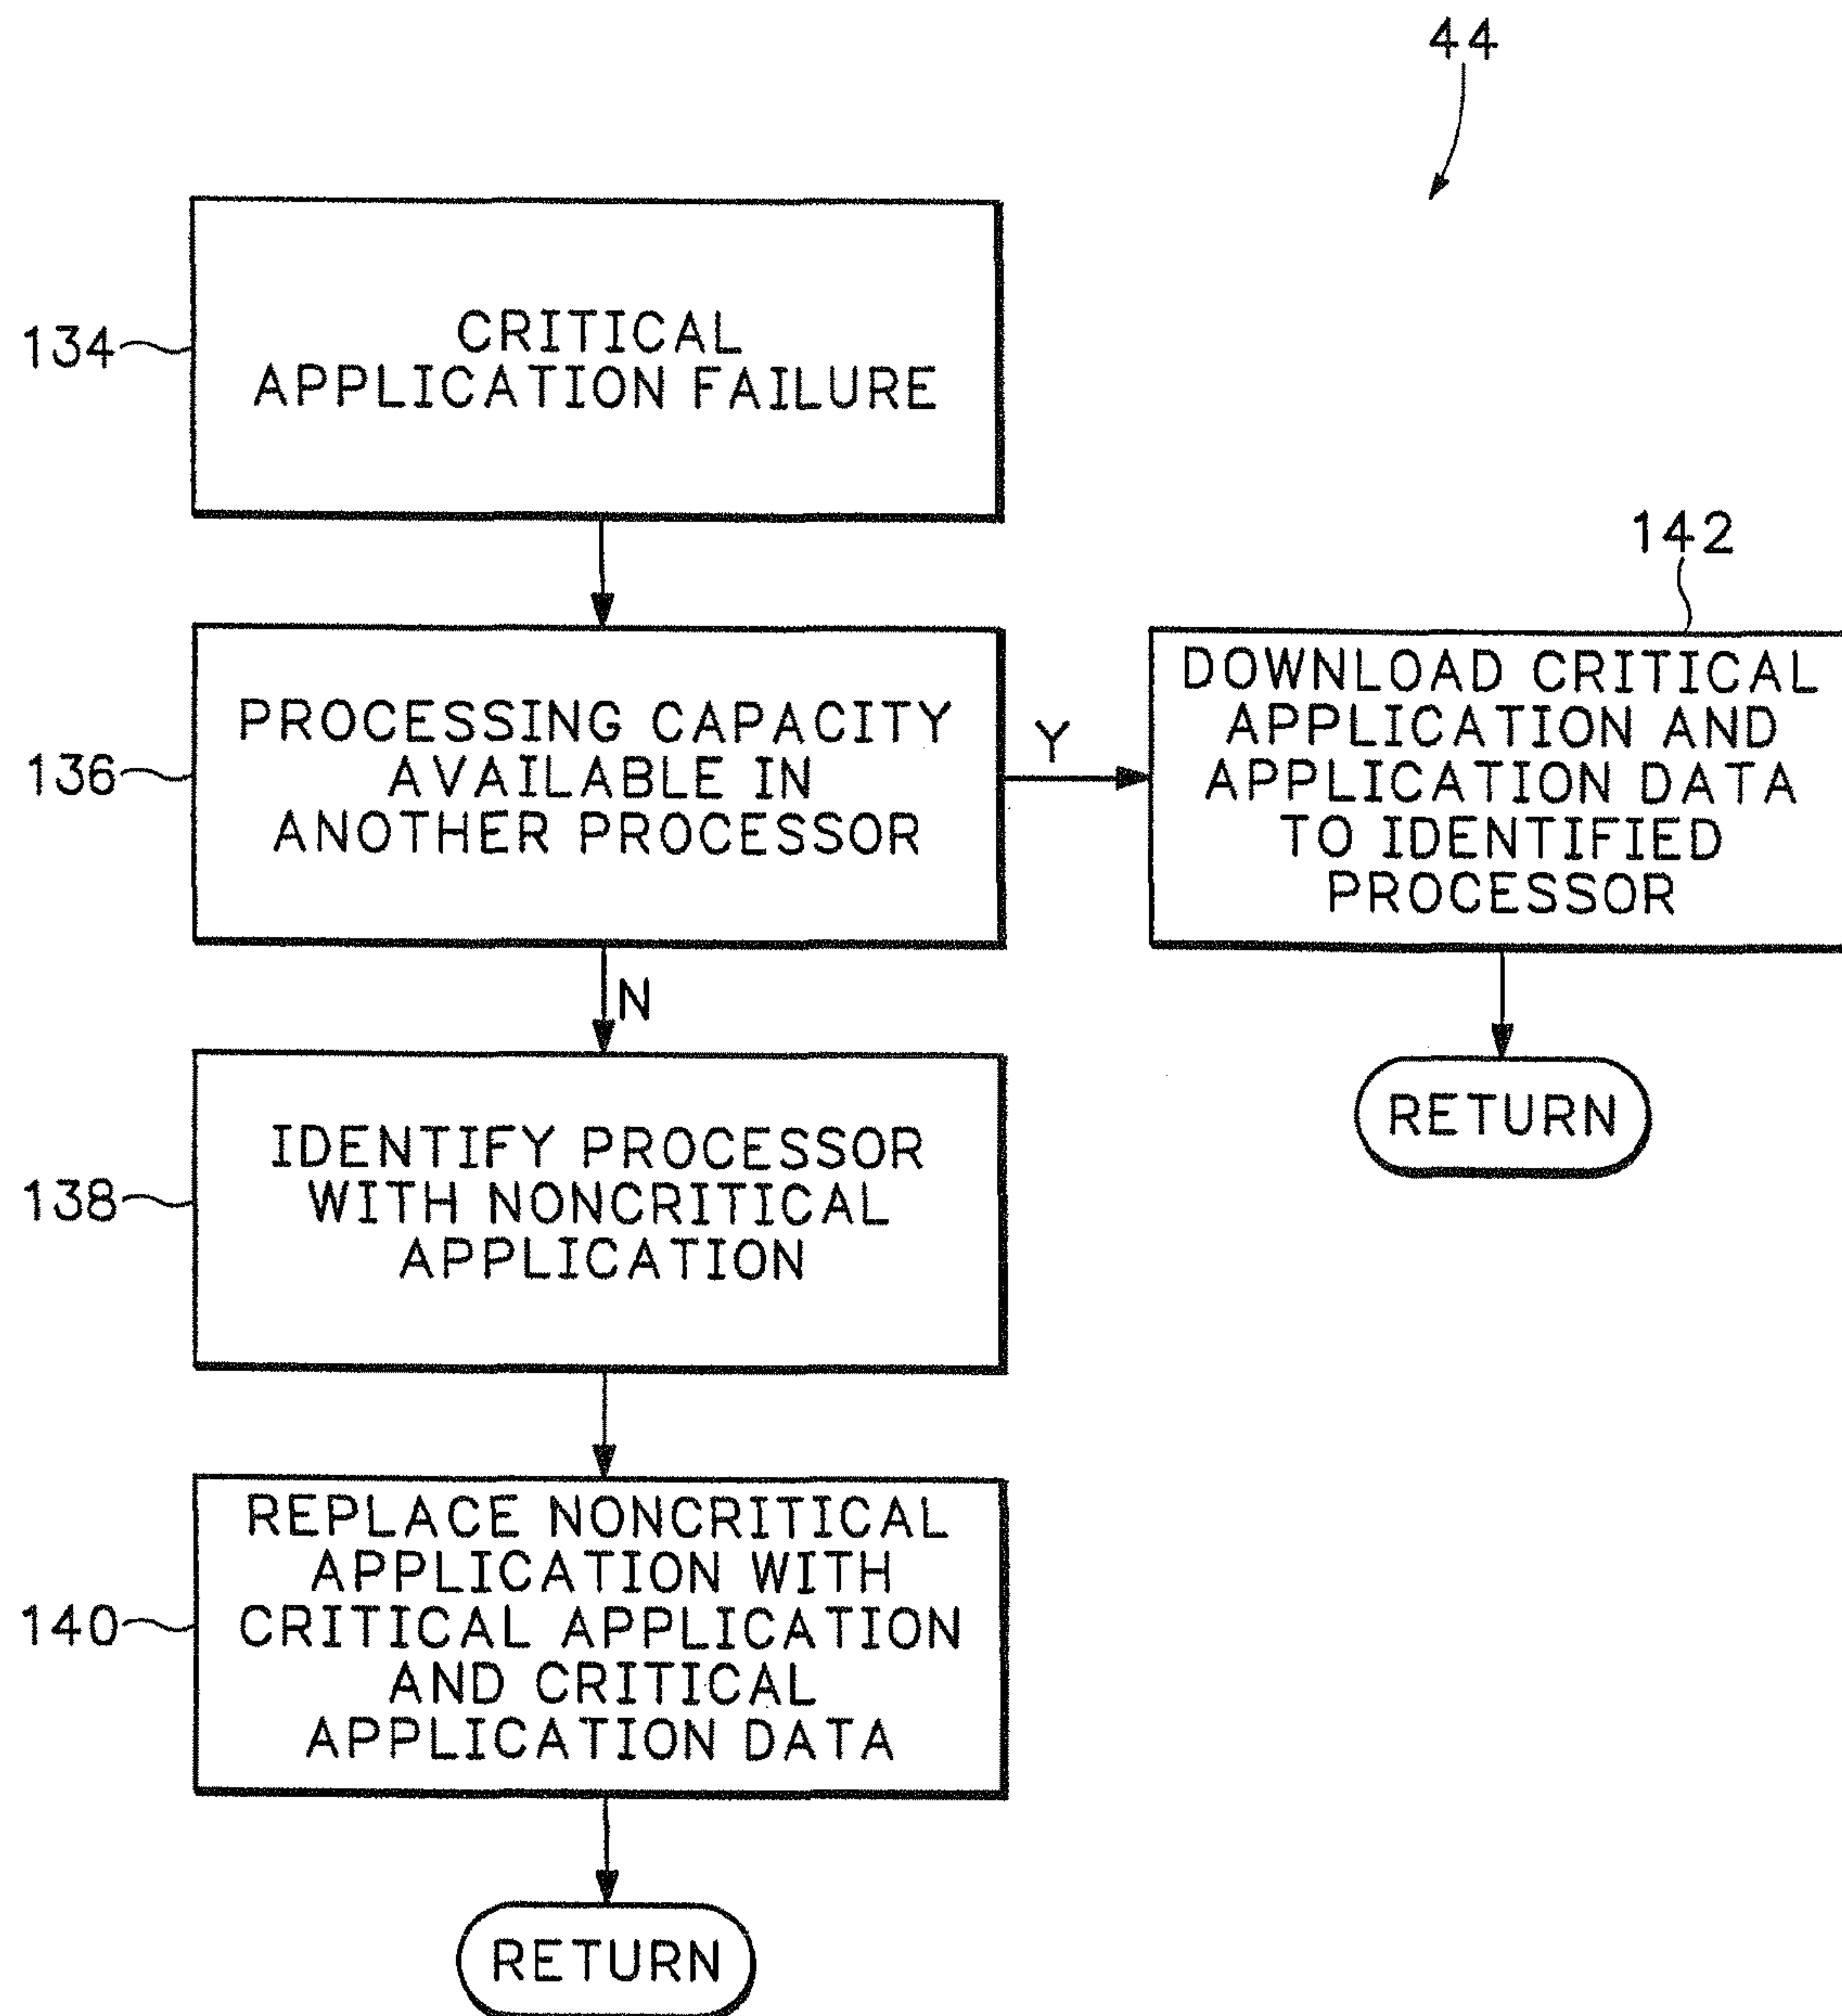 44
134
CRITICAL
APPLICATION FAILURE
136
PROCESSING CAPACITY
AVAILABLE IN
ANOTHER PROCESSOR
Y
142
DOWNLOAD CRITICAL
APPLICATION AND
APPLICATION DATA
TO IDENTIFIED
PROCESSOR
RETURN
N
138
IDENTIFY PROCESSOR
WITH NONCRITICAL
APPLICATION
140
REPLACE NONCRITICAL
APPLICATION WITH
CRITICAL APPLICATION
AND CRITICAL
APPLICATION DATA
RETURN